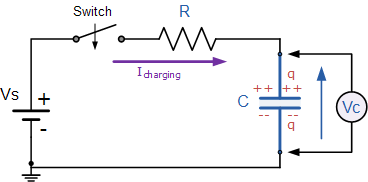 Switch
R
I charging
Vs
+
-
C
q
++ ++
-- --
q
Vc